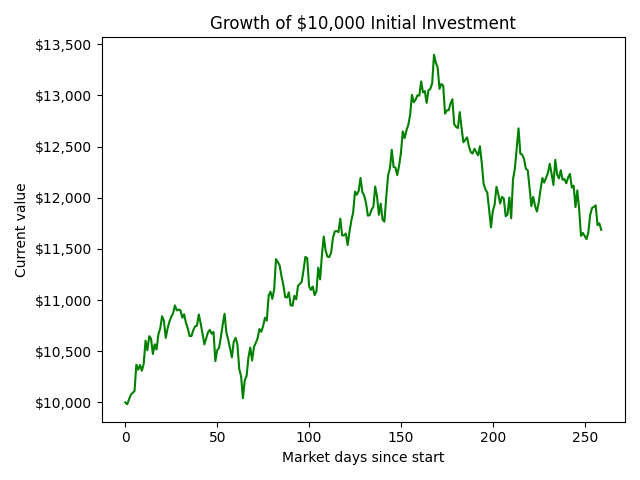 Growth of $10,000 Initial Investment
Current value
$13,500
$13,000
$12,500
$12,000
$11,500
$11,000
$10,500
$10,000
0 50 100 150 200 250
Market days since start